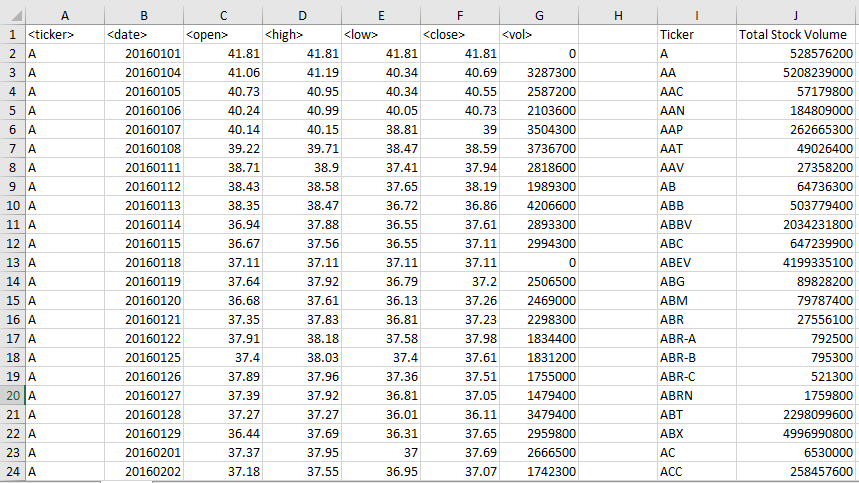 A B C D E F G H I J
1 <ticker> <date> <open> <high> <low> <close> <vol> Ticker Total Stock Volume
2 A 20160101 41.81 41.81 41.81 41.81 0 A 528576200
3 A 20160104 41.06 41.19 40.34 40.69 3287300 AA 5208239000
4 A 20160105 40.73 40.95 40.34 40.55 2587200 AAC 57179800
5 A 20160106 40.24 40.99 40.05 40.73 2103600 AAN 184809000
6 A 20160107 40.14 40.15 38.81 39 3504300 AAP 262665300
7 A 20160108 39.22 39.71 38.47 38.59 3736700 AAT 49026400
8 A 20160111 38.71 38.9 37.41 37.94 2818600 AAV 27358200
9 A 20160112 38.43 38.58 37.65 38.19 1989300 AB 64736300
10 A 20160113 38.35 38.47 36.72 36.86 4206600 ABB 503779400
11 A 20160114 36.94 37.88 36.55 37.61 2893300 ABBV 2034231800
12 A 20160115 36.67 37.56 36.55 37.11 2994300 ABC 647239900
13 A 20160118 37.11 37.11 37.11 37.11 0 ABEV 4199335100
14 A 20160119 37.64 37.92 36.79 37.2 2506500 ABG 89828200
15 A 20160120 36.68 37.61 36.13 37.26 2469000 ABM 79787400
16 A 20160121 37.35 37.83 36.81 37.23 2298300 ABR 27556100
17 A 20160122 37.91 38.18 37.58 37.98 1834400 ABR-A 792500
18 A 20160125 37.4 38.03 37.4 37.61 1831200 ABR-B 795300
19 A 20160126 37.89 37.96 37.36 37.51 1755000 ABR-C 521300
20 A 20160127 37.39 37.92 36.81 37.05 1479400 ABRN 1759800
21 A 20160128 37.27 37.27 36.01 36.11 3479400 ABT 2298099600
22 A 20160129 36.44 37.69 36.31 37.65 2959800 ABX 4996990800
23 A 20160201 37.37 37.95 37 37.69 2666500 AC 6530000
24 A 20160202 37.18 37.55 36.95 37.07 1742300 ACC 258457600